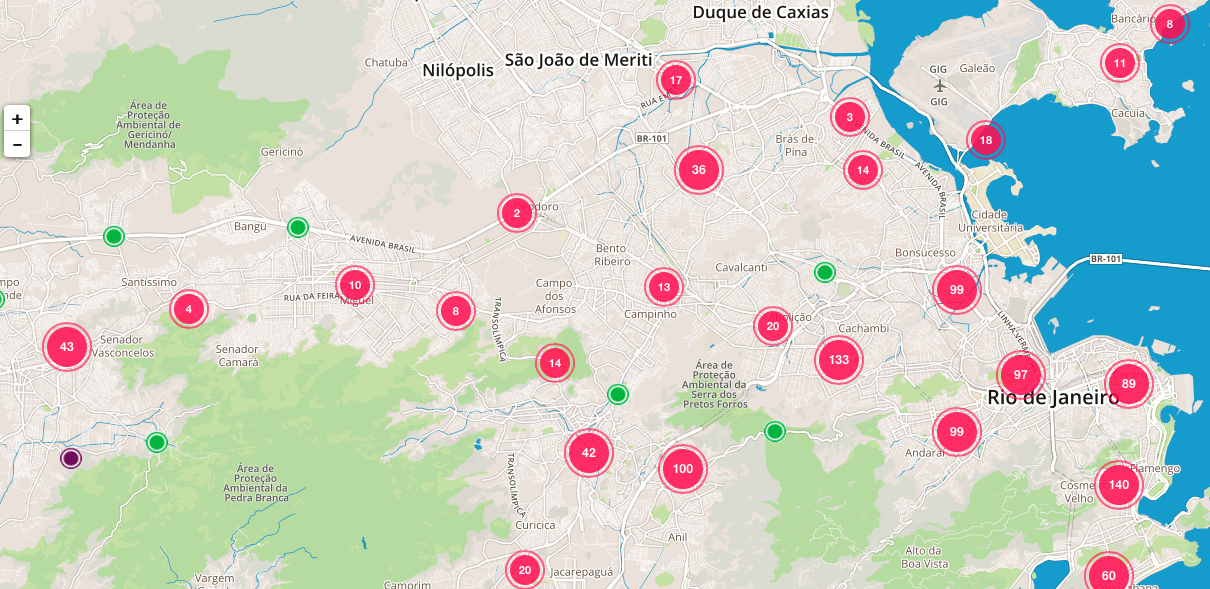 Duque de Caxias
Bancários
8
Chatuba
Nilópolis
São João de Meriti
11
GIG
Galeão
GIG
17
RUA
Área de
Proteção
Ambiental de
Gericinó/
Mendanha
+
−
Cacuia
3
AVENIDA BRASIL
BR-101
Brás de
Pina
18
Gericinó
36
14
AVENIDA BRASIL
2
Cidade
Universitária
Bangu
AVENIDA BRASIL
Bento
Ribeiro
Bonsucesso
BR-101
Cavalcanti
Santíssimo
10
Campo
dos
Afonsos
13
99
RUA DA FEIRA
Miguel
4
8
Campinho
TRANSOLÍMPICA
20
Abolição
Cachambi
LINHA VERM
43
Senador
Vasconcelos
Senador
Camará
14
133
Área de
Proteção
Ambiental da
Serra dos
Pretos Forros
97
89
Rio de Janeiro
99
Andaraí
42
100
TRANSOLÍMPICA
Área de
Proteção
Ambiental da
Pedra Branca
Flamengo
Cosme
Velho
140
Curicica
Anil
Alto da
Boa Vista
20
Jacarepaguá
Vargem
Camorim
60